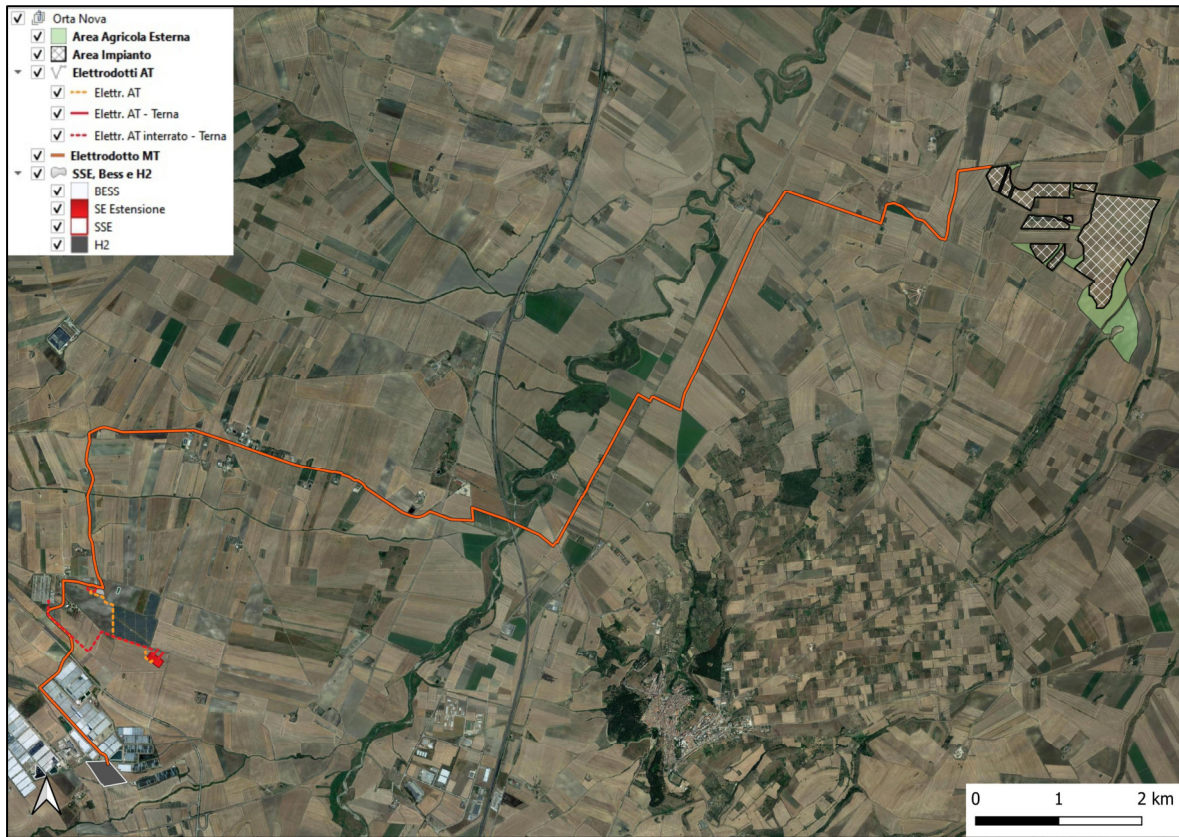 Orta Nova
Area Agricola Esterna
Area Impianto
Elettrodotti AT
Elettr. AT
Elettr. AT - Terna
Elettr. AT interrato - Terna
Elettrodotto MT
SSE, Bess e H2
BESS
SE Estensione
SSE
H2
0 1 2 km